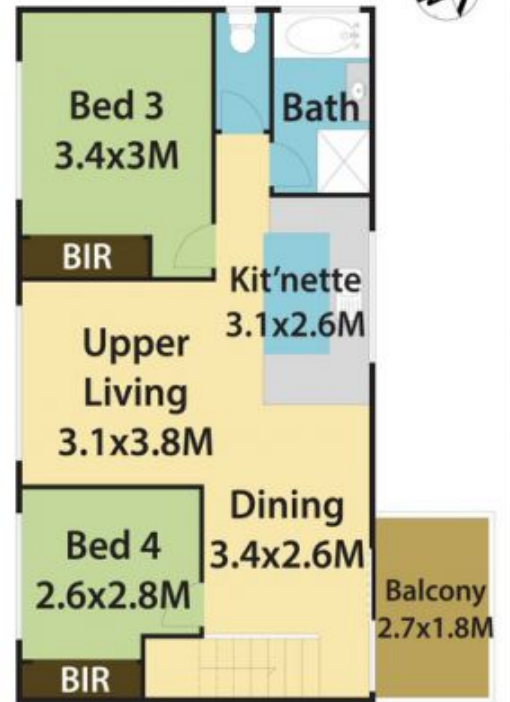 Bed 3
3.4x3M
BIR
Bath
Kit'nette
3.1x2.6M
Upper
Living
3.1x3.8M
Dining
3.4x2.6M
Bed 4
2.6x2.8M
BIR
Balcony
2.7x1.8M